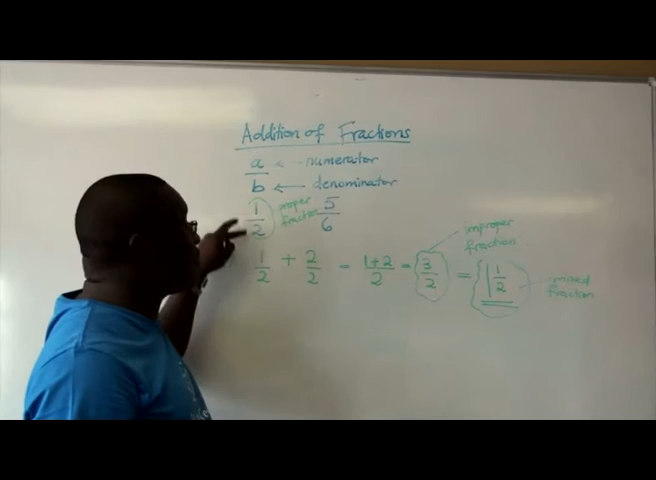 Addition of Fractions
a ← numerator
b ← denominator
1/2 proper fraction 5/6
improper fraction
1/2 + 2/2 = 1+2/2 = 3/2 = 1 1/2
mixed fraction